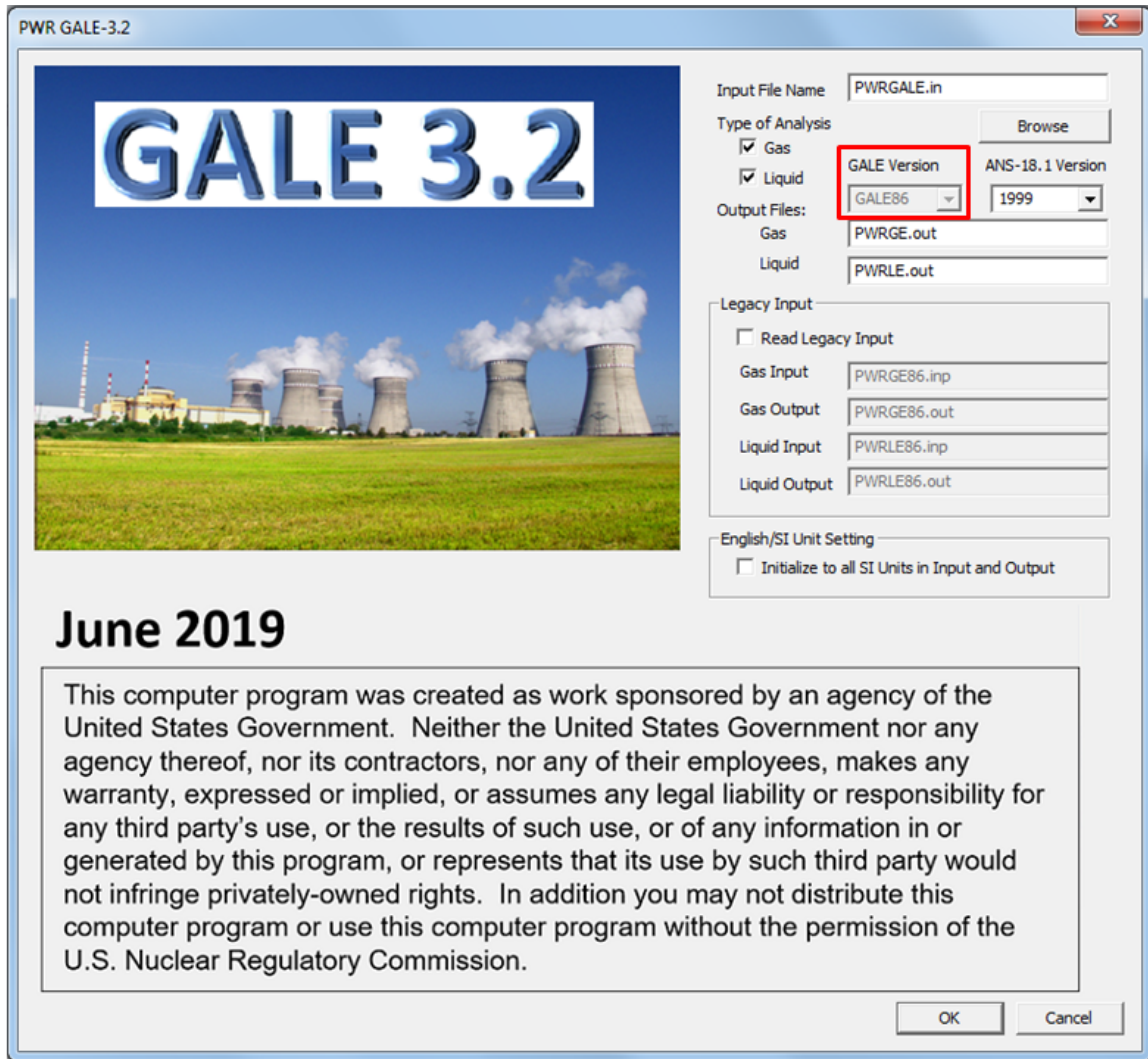 PWR GALE-3.2
GALE 3.2
Input File Name
PWRGALE.in
Type of Analysis
Browse
Gas
Liquid
GALE Version
ANS-18.1 Version
GALE86
1999
Output Files:
Gas
PWRGE.out
Liquid
PWRLE.out
Legacy Input
Read Legacy Input
Gas Input
PWRGE86.inp
Gas Output
PWRGE86.out
Liquid Input
PWRLE86.inp
Liquid Output
PWRLE86.out
English/SI Unit Setting
Initialize to all SI Units in Input and Output
June 2019
This computer program was created as work sponsored by an agency of the
United States Government. Neither the United States Government nor any
agency thereof, nor its contractors, nor any of their employees, makes any
warranty, expressed or implied, or assumes any legal liability or responsibility for
any third party's use, or the results of such use, or of any information in or
generated by this program, or represents that its use by such third party would
not infringe privately-owned rights. In addition you may not distribute this
computer program or use this computer program without the permission of the
U.S. Nuclear Regulatory Commission.
OK
Cancel